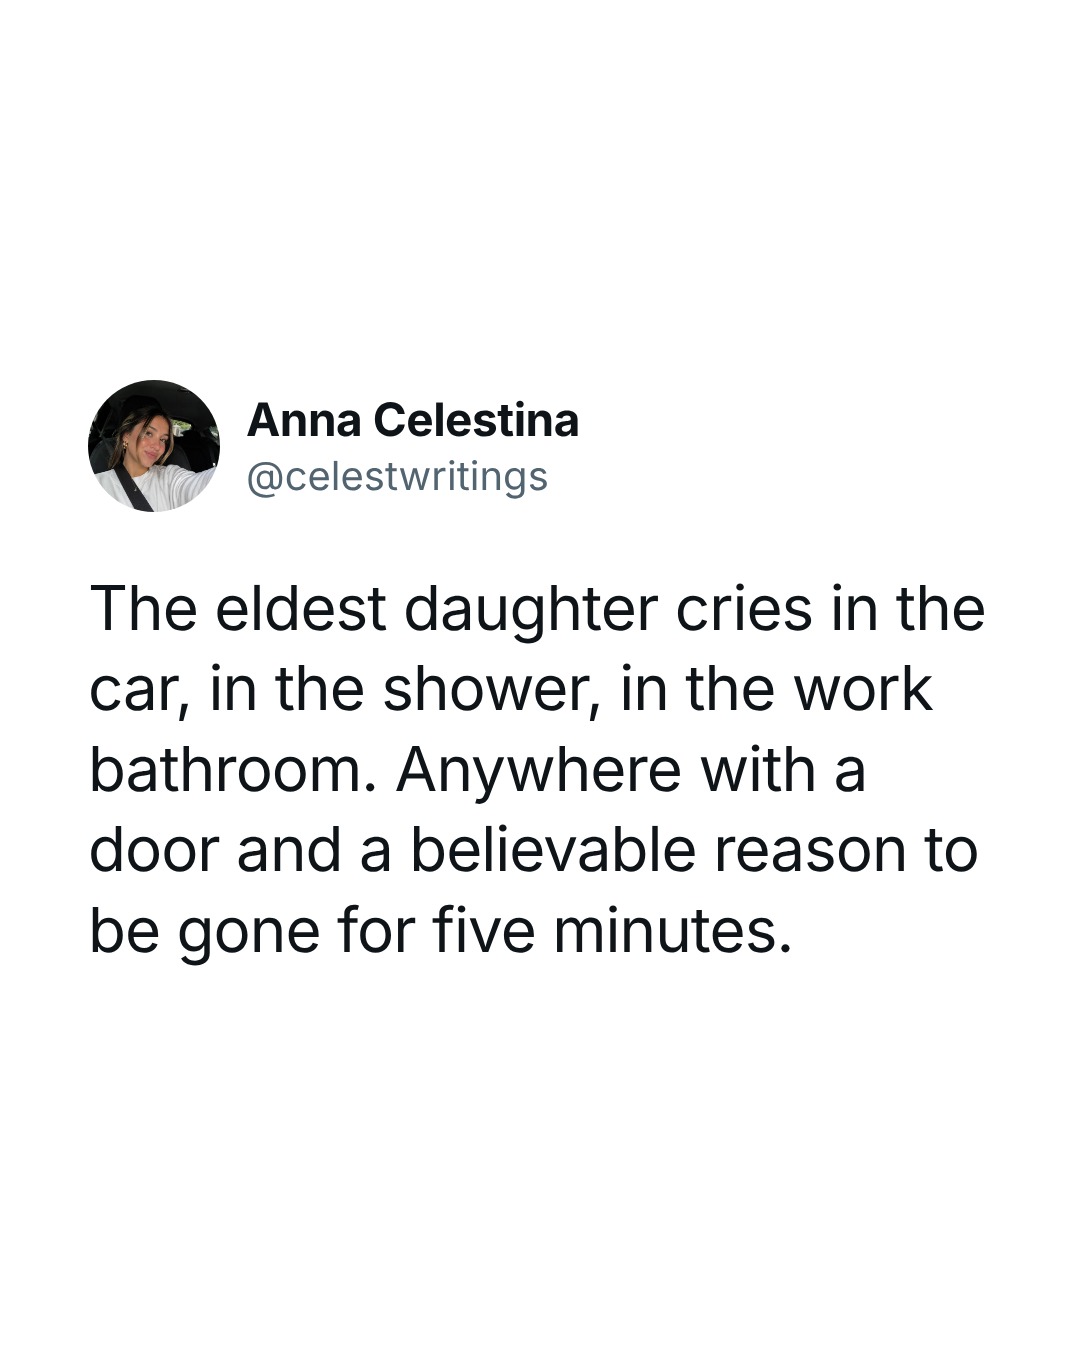 Anna Celestina
@celestwritings
The eldest daughter cries in the
car, in the shower, in the work
bathroom. Anywhere with a
door and a believable reason to
be gone for five minutes.